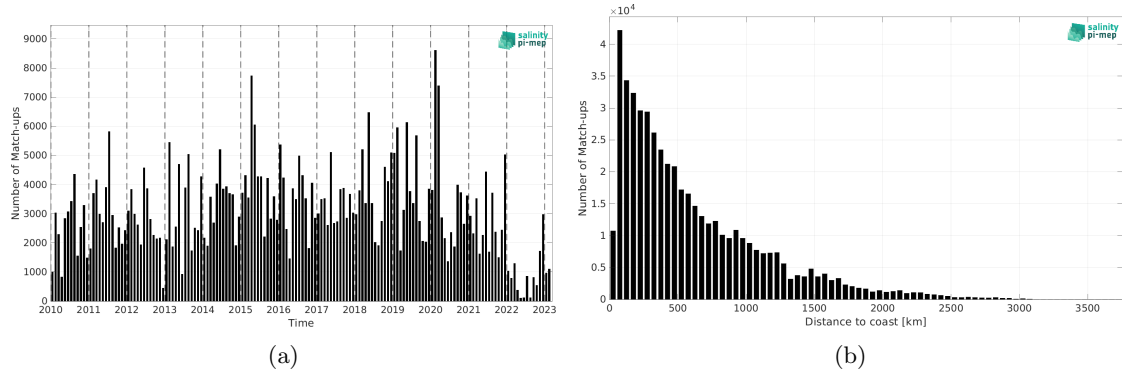 9000
8000
7000
6000
5000
4000
3000
2000
1000
0
Number of Match-ups
2010 2011 2012 2013 2014 2015 2016 2017 2018 2019 2020 2021 2022 2023
Time
salinity
pi-mep
(a)
×10⁴
4
3.5
3
2.5
2
1.5
1
0.5
0
Number of Match-ups
0 500 1000 1500 2000 2500 3000 3500
Distance to coast [km]
salinity
pi-mep
(b)